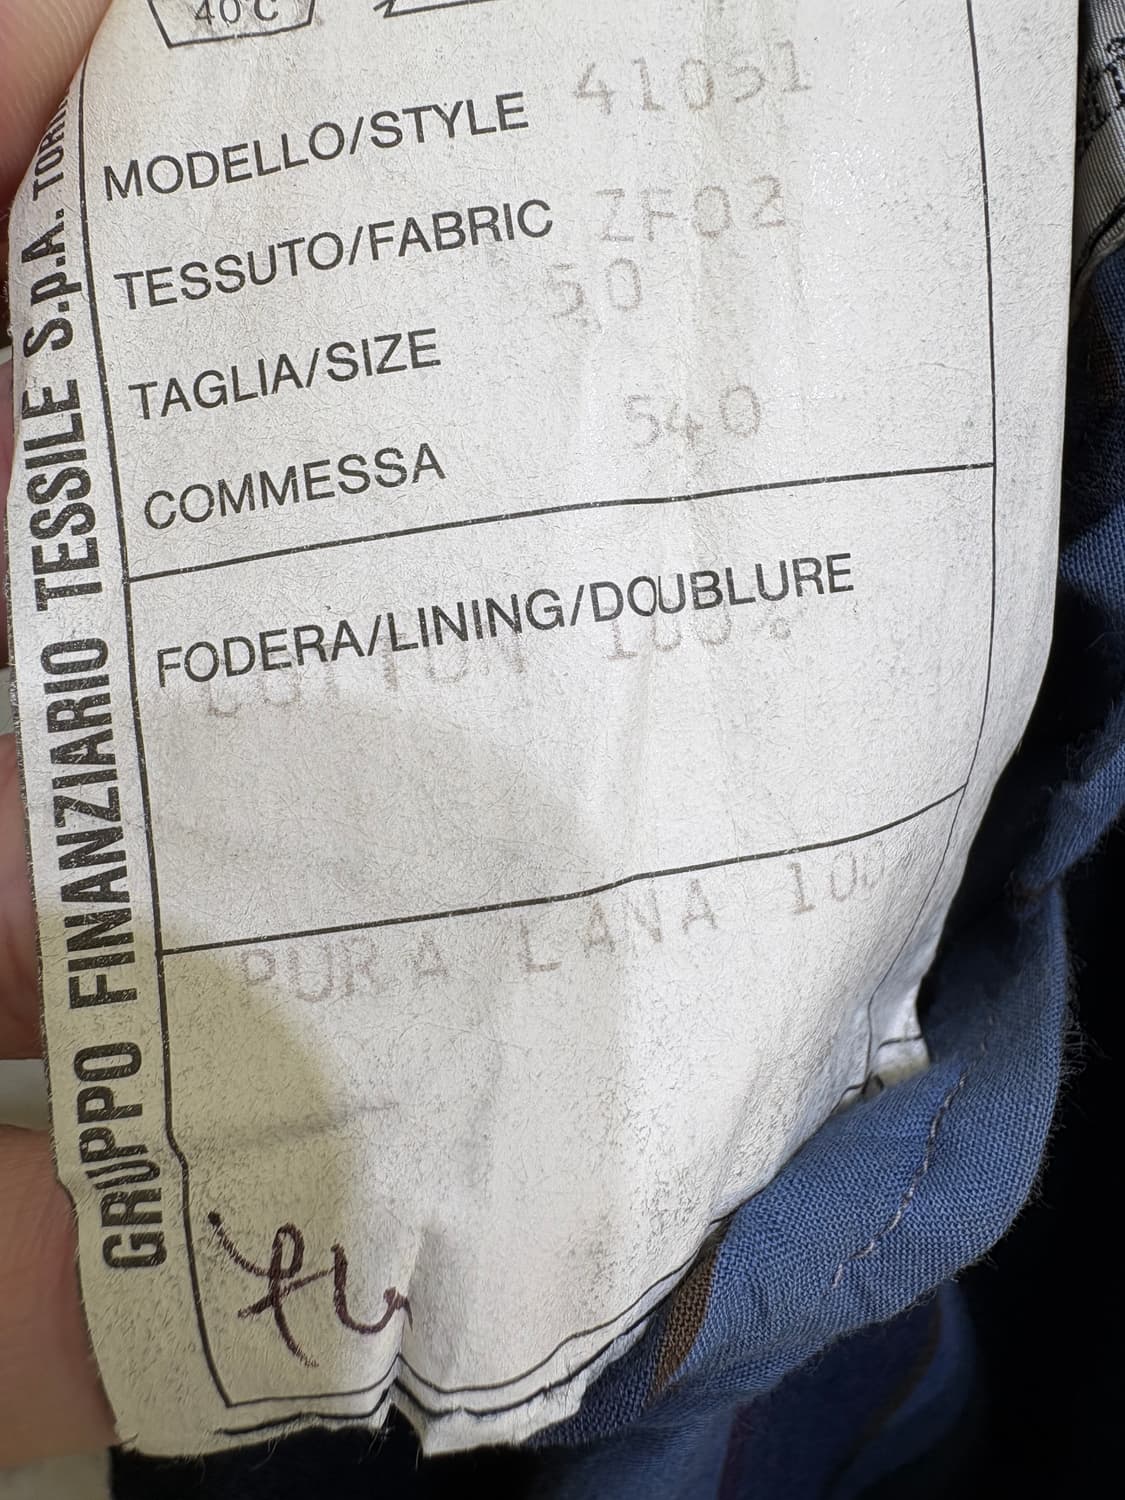 40°C
MODELLO/STYLE 41051
TESSUTO/FABRIC ZF02
TAGLIA/SIZE 50
COMMESSA 540
FODERA/LINING/DOUBLURE
COTTON 100%
PURA LANA 100
GRUPPO FINANZIARIO TESSILE S.p.A.